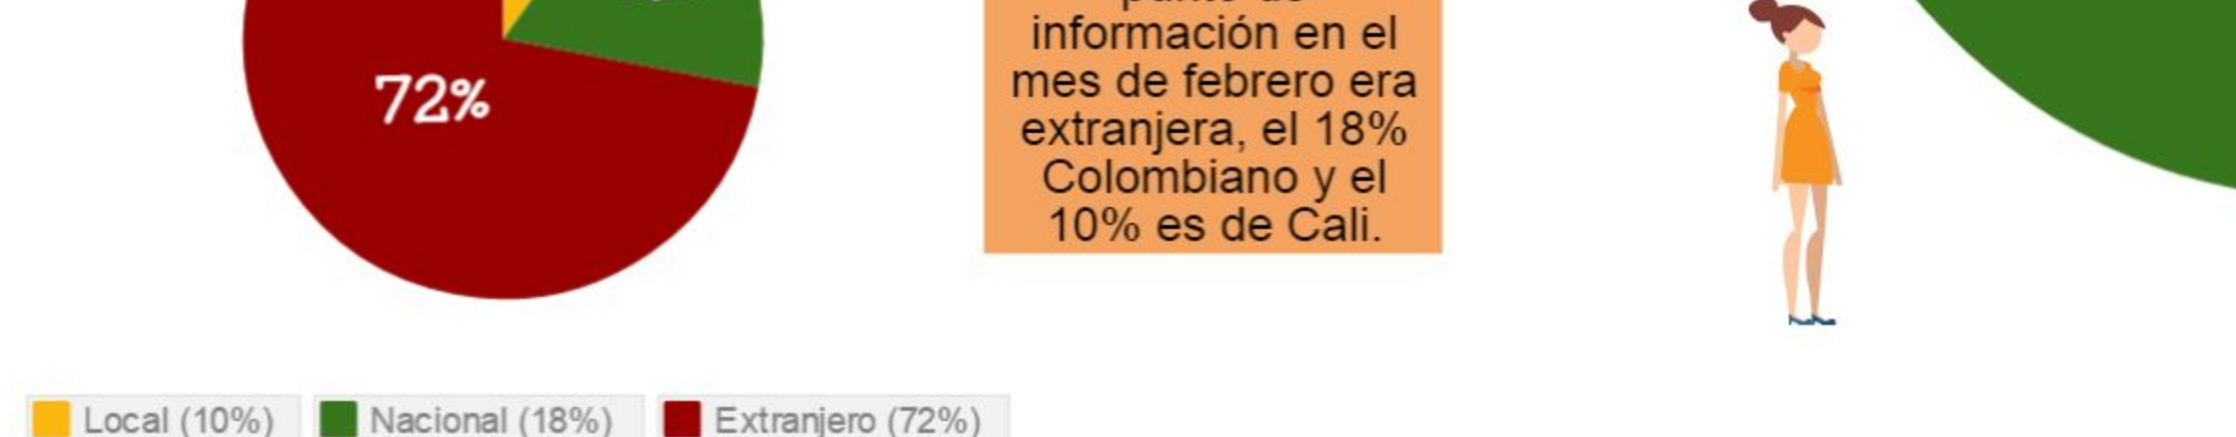 72%
información en el
mes de febrero era
extranjera, el 18%
Colombiano y el
10% es de Cali.
Local (10%)
Nacional (18%)
Extranjero (72%)